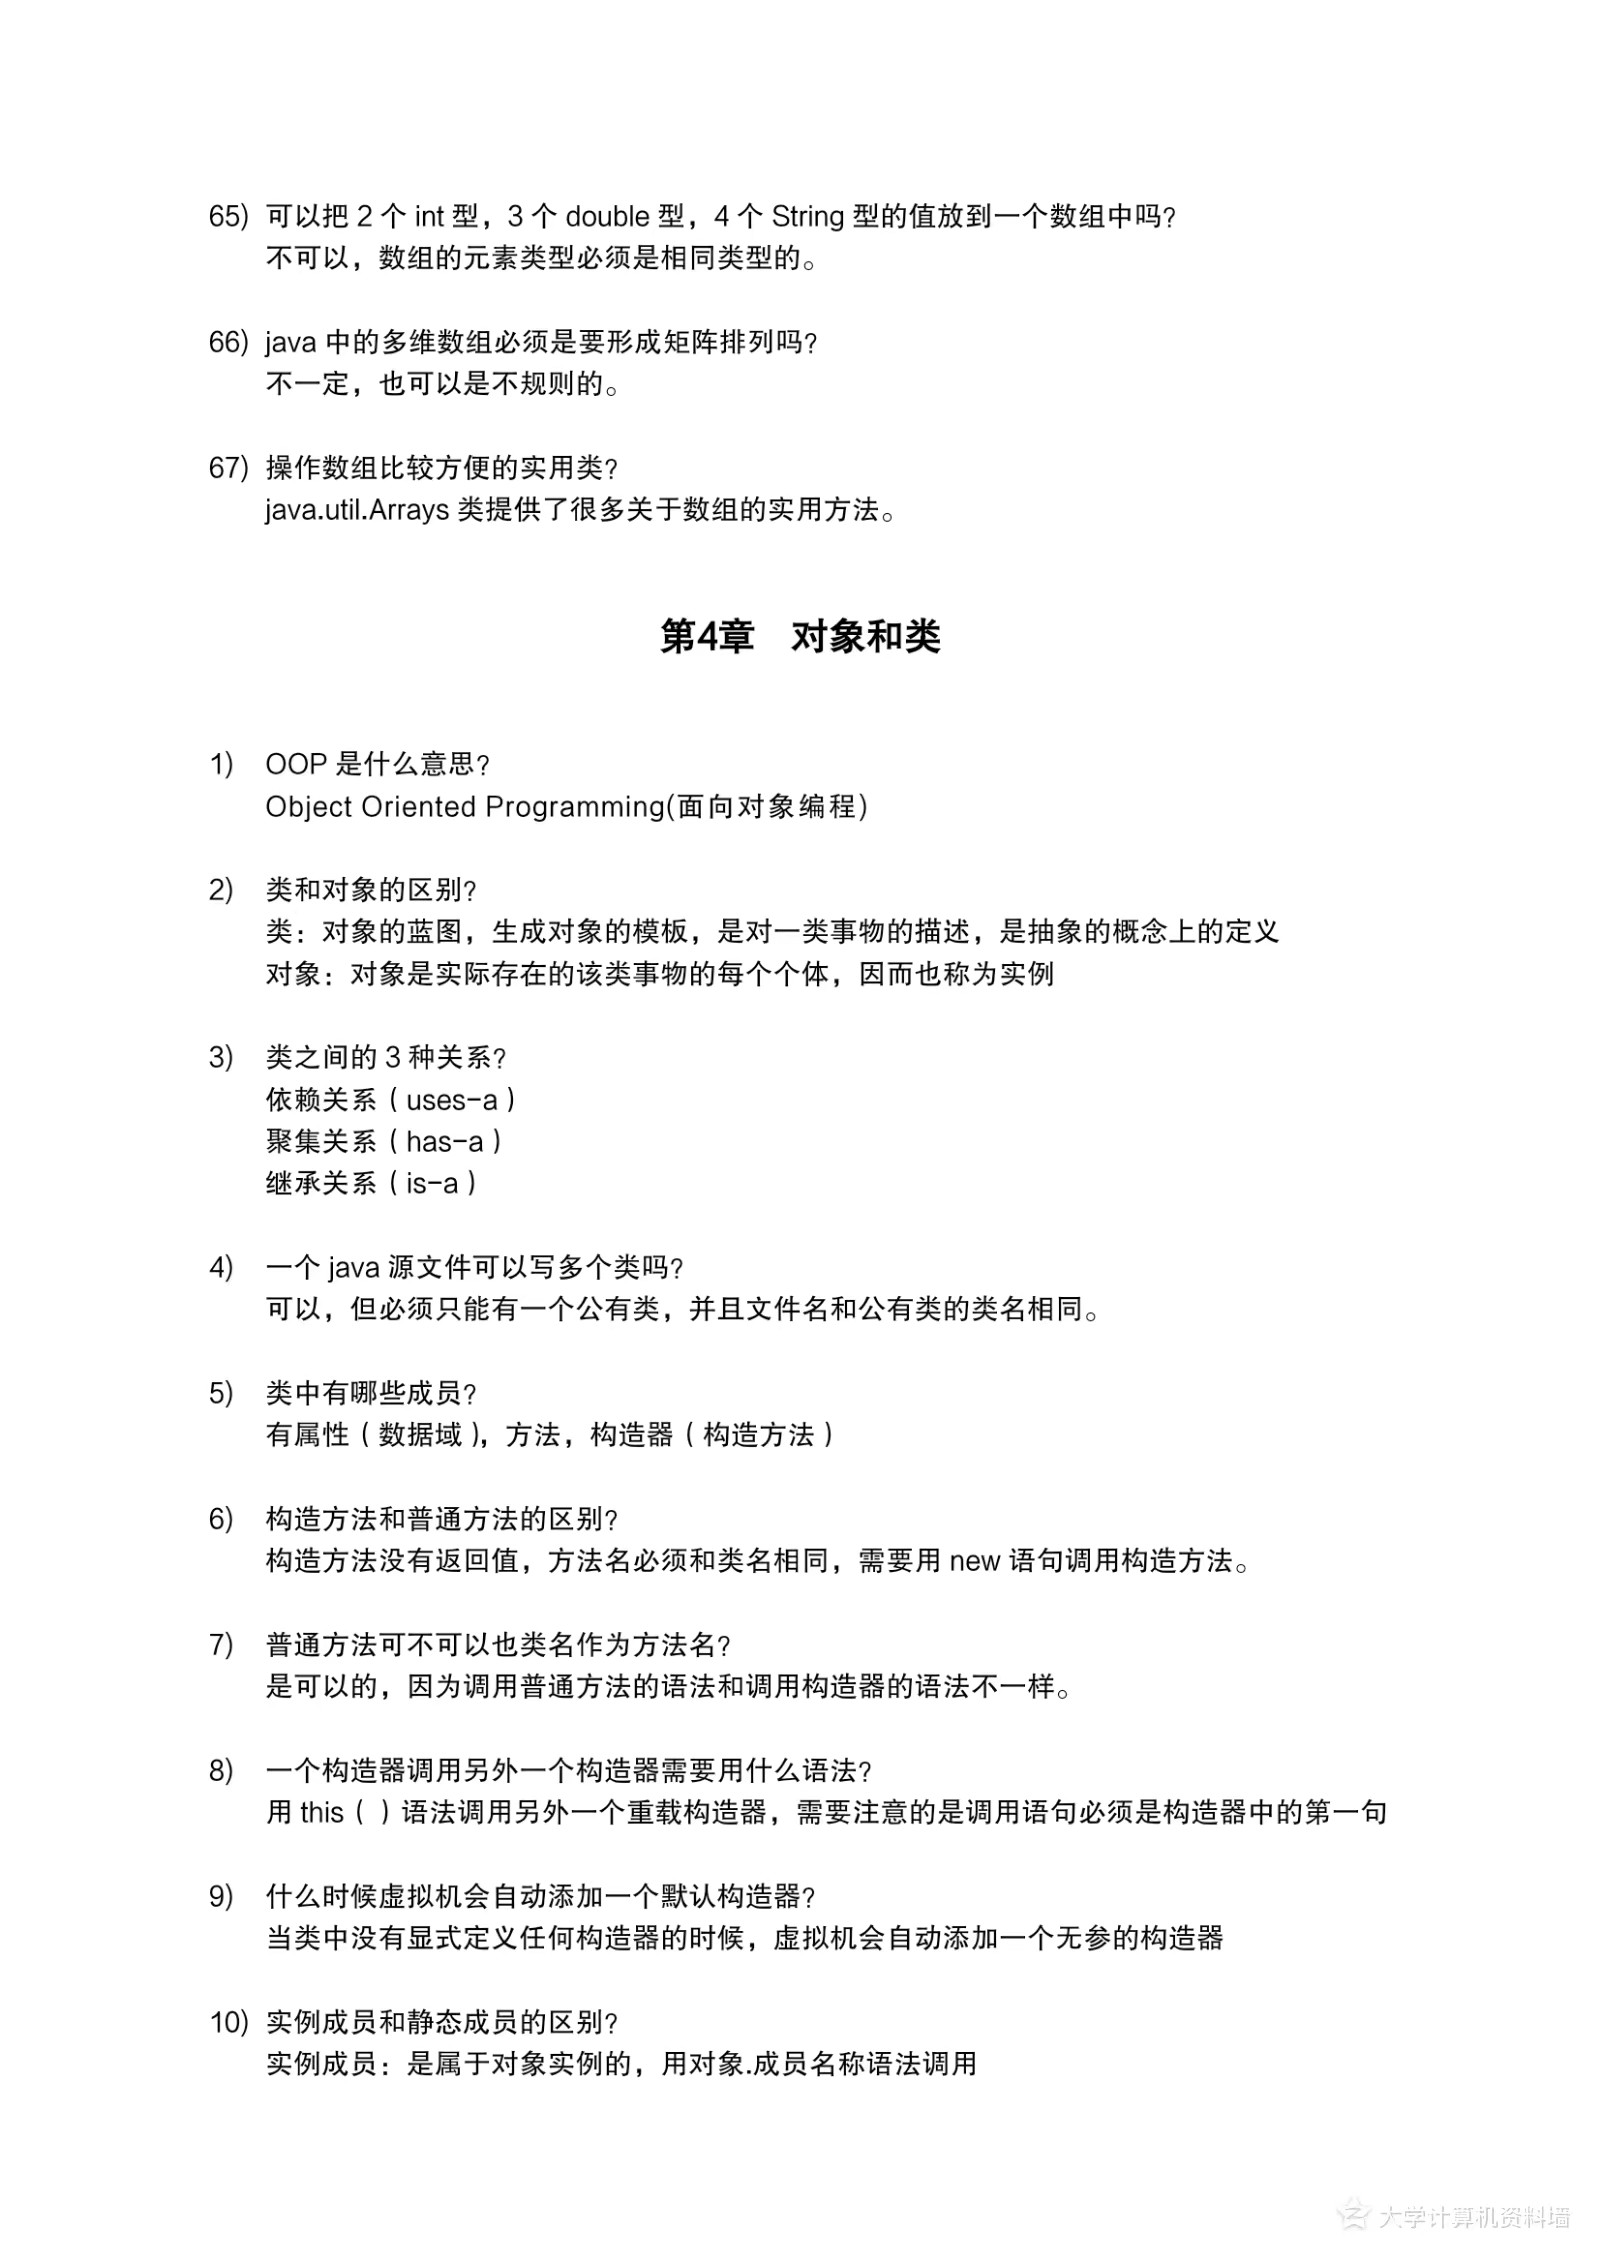 65) 可以把 2 个 int 型，3 个 double 型，4 个 String 型的值放到一个数组中吗?
不可以，数组的元素类型必须是相同类型的。
66) java 中的多维数组必须是要形成矩阵排列吗?
不一定，也可以是不规则的。
67) 操作数组比较方便的实用类?
java.util.Arrays 类提供了很多关于数组的实用方法。
第4章 对象和类
1) OOP 是什么意思?
Object Oriented Programming(面向对象编程)
2) 类和对象的区别?
类：对象的蓝图，生成对象的模板，是对一类事物的描述，是抽象的概念上的定义
对象：对象是实际存在的该类事物的每个个体，因而也称为实例
3) 类之间的 3 种关系?
依赖关系（uses-a）
聚集关系（has-a）
继承关系（is-a）
4) 一个 java 源文件可以写多个类吗?
可以，但必须只能有一个公有类，并且文件名和公有类的类名相同。
5) 类中有哪些成员?
有属性（数据域），方法，构造器（构造方法）
6) 构造方法和普通方法的区别?
构造方法没有返回值，方法名必须和类名相同，需要用 new 语句调用构造方法。
7) 普通方法可不可以也类名作为方法名?
是可以的，因为调用普通方法的语法和调用构造器的语法不一样。
8) 一个构造器调用另外一个构造器需要用什么语法?
用 this（ ）语法调用另外一个重载构造器，需要注意的是调用语句必须是构造器中的第一句
9) 什么时候虚拟机会自动添加一个默认构造器?
当类中没有显式定义任何构造器的时候，虚拟机会自动添加一个无参的构造器
10) 实例成员和静态成员的区别?
实例成员：是属于对象实例的，用对象.成员名称语法调用
大学计算机资料墙